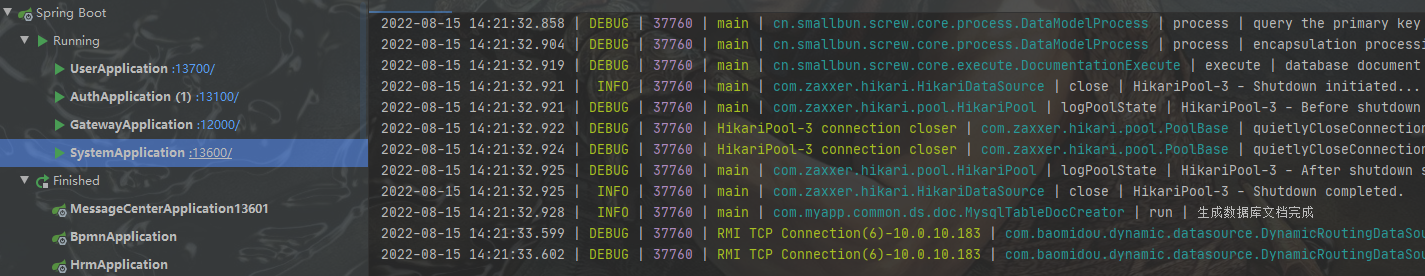 Spring Boot
Running
UserApplication :13700/
AuthApplication (1) :13100/
GatewayApplication :12000/
SystemApplication :13600/
Finished
MessageCenterApplication13601
BpmnApplication
HrmApplication
2022-08-15 14:21:32.858 | DEBUG | 37760 | main | cn.smallbun.screw.core.process.DataModelProcess | process | query the primary key
2022-08-15 14:21:32.904 | DEBUG | 37760 | main | cn.smallbun.screw.core.process.DataModelProcess | process | encapsulation processi
2022-08-15 14:21:32.919 | DEBUG | 37760 | main | cn.smallbun.screw.core.execute.DocumentationExecute | execute | database document
2022-08-15 14:21:32.921 | INFO | 37760 | main | com.zaxxer.hikari.HikariDataSource | close | HikariPool-3 - Shutdown initiated...
2022-08-15 14:21:32.921 | DEBUG | 37760 | main | com.zaxxer.hikari.pool.HikariPool | logPoolState | HikariPool-3 - Before shutdown
2022-08-15 14:21:32.922 | DEBUG | 37760 | HikariPool-3 connection closer | com.zaxxer.hikari.pool.PoolBase | quietlyCloseConnection
2022-08-15 14:21:32.924 | DEBUG | 37760 | HikariPool-3 connection closer | com.zaxxer.hikari.pool.PoolBase | quietlyCloseConnection
2022-08-15 14:21:32.925 | DEBUG | 37760 | main | com.zaxxer.hikari.pool.HikariPool | logPoolState | HikariPool-3 - After shutdown s
2022-08-15 14:21:32.925 | INFO | 37760 | main | com.zaxxer.hikari.HikariDataSource | close | HikariPool-3 - Shutdown completed.
2022-08-15 14:21:32.928 | INFO | 37760 | main | com.myapp.common.ds.doc.MysqlTableDocCreator | run | 生成数据库文档完成
2022-08-15 14:21:33.599 | DEBUG | 37760 | RMI TCP Connection(6)-10.0.10.183 | com.baomidou.dynamic.datasource.DynamicRoutingDataSo
2022-08-15 14:21:33.602 | DEBUG | 37760 | RMI TCP Connection(6)-10.0.10.183 | com.baomidou.dynamic.datasource.DynamicRoutingDataSo